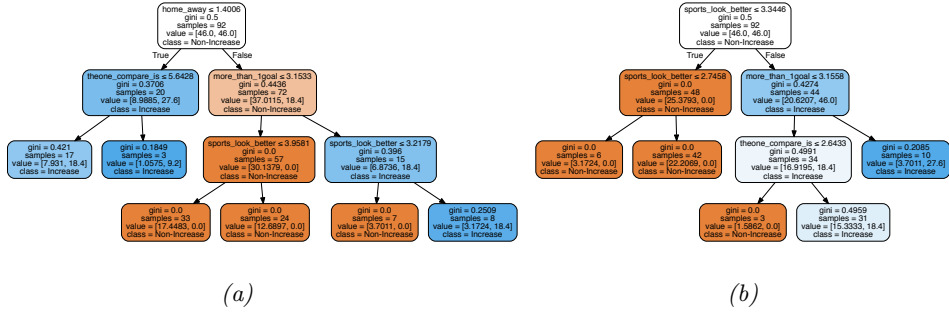 home_away ≤ 1.4006
gini = 0.5
samples = 92
value = [46.0, 46.0]
class = Non-Increase
True
False
theone_compare_is ≤ 5.6428
gini = 0.3706
samples = 20
value = [8.9885, 27.6]
class = Increase
more_than_1goal ≤ 3.1533
gini = 0.4436
samples = 72
value = [37.0115, 18.4]
class = Non-Increase
gini = 0.421
samples = 17
value = [7.931, 18.4]
class = Increase
gini = 0.1849
samples = 3
value = [1.0575, 9.2]
class = Increase
sports_look_better ≤ 3.9581
gini = 0.0
samples = 57
value = [30.1379, 0.0]
class = Non-Increase
sports_look_better ≤ 3.2179
gini = 0.396
samples = 15
value = [6.8736, 18.4]
class = Increase
gini = 0.0
samples = 33
value = [17.4483, 0.0]
class = Non-Increase
gini = 0.0
samples = 24
value = [12.6897, 0.0]
class = Non-Increase
gini = 0.0
samples = 7
value = [3.7011, 0.0]
class = Non-Increase
gini = 0.2509
samples = 8
value = [3.1724, 18.4]
class = Increase
(a)
sports_look_better ≤ 3.3446
gini = 0.5
samples = 92
value = [46.0, 46.0]
class = Non-Increase
True
False
sports_look_better ≤ 2.7458
gini = 0.0
samples = 48
value = [25.3793, 0.0]
class = Non-Increase
more_than_1goal ≤ 3.1558
gini = 0.4274
samples = 44
value = [20.6207, 46.0]
class = Increase
gini = 0.0
samples = 6
value = [3.1724, 0.0]
class = Non-Increase
gini = 0.0
samples = 42
value = [22.2069, 0.0]
class = Non-Increase
theone_compare_is ≤ 2.6433
gini = 0.4991
samples = 34
value = [16.9195, 18.4]
class = Increase
gini = 0.2085
samples = 10
value = [3.7011, 27.6]
class = Increase
gini = 0.0
samples = 3
value = [1.5862, 0.0]
class = Non-Increase
gini = 0.4959
samples = 31
value = [15.3333, 18.4]
class = Increase
(b)